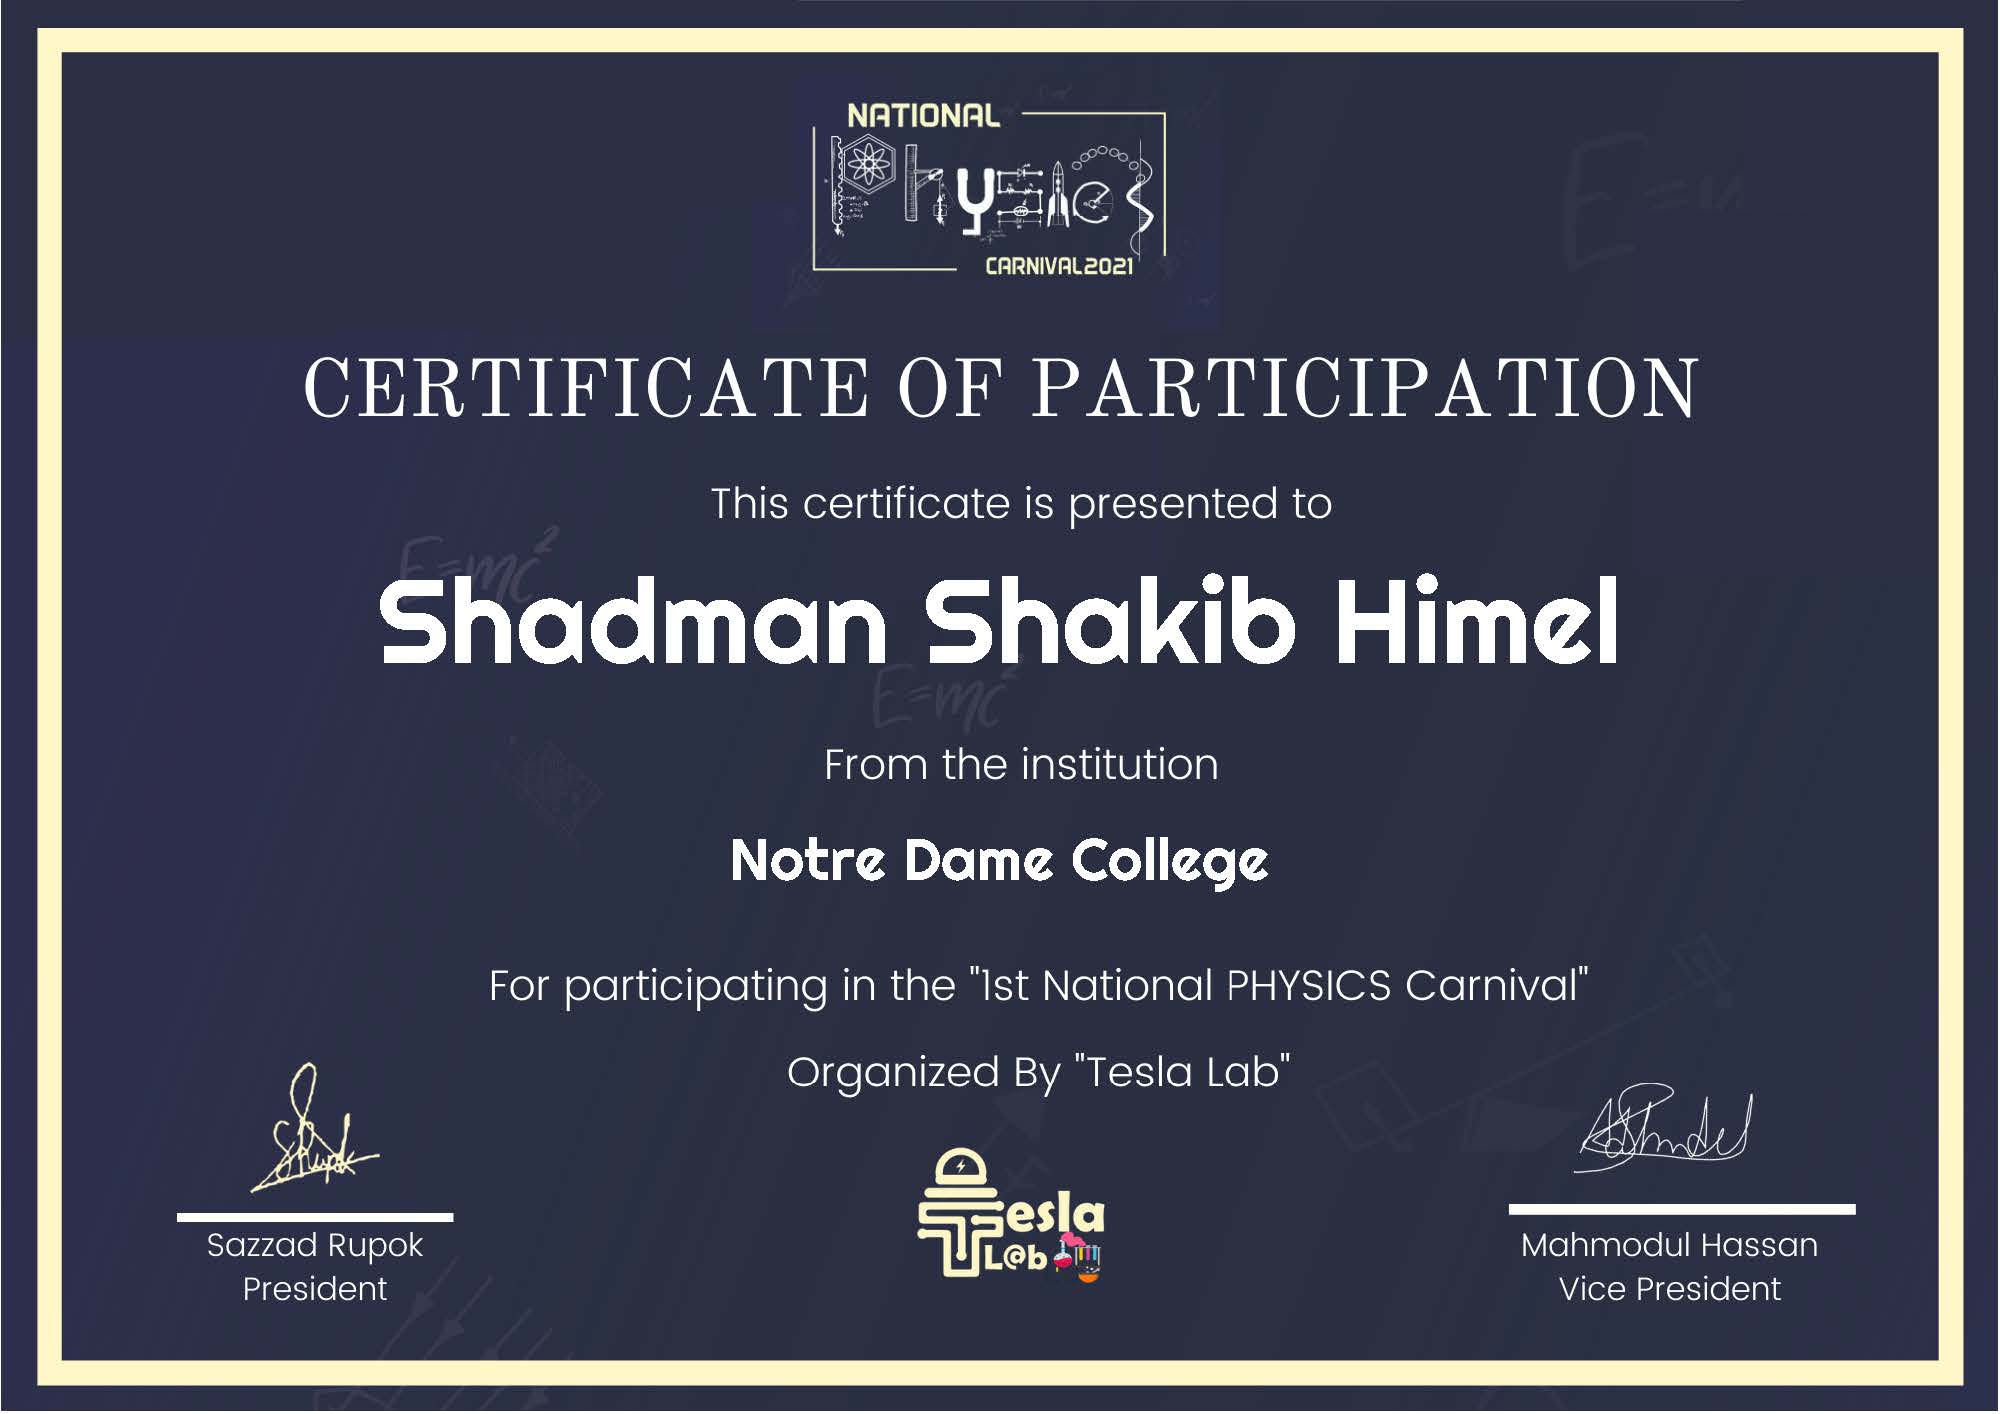 NATIONAL
Physics
CARNIVAL2021
CERTIFICATE OF PARTICIPATION
This certificate is presented to
E=mc²
Shadman Shakib Himel
E=mc²
From the institution
Notre Dame College
For participating in the "1st National PHYSICS Carnival"
Organized By "Tesla Lab"
Tesla
L@b
Sazzad Rupok
President
Mahmodul Hassan
Vice President